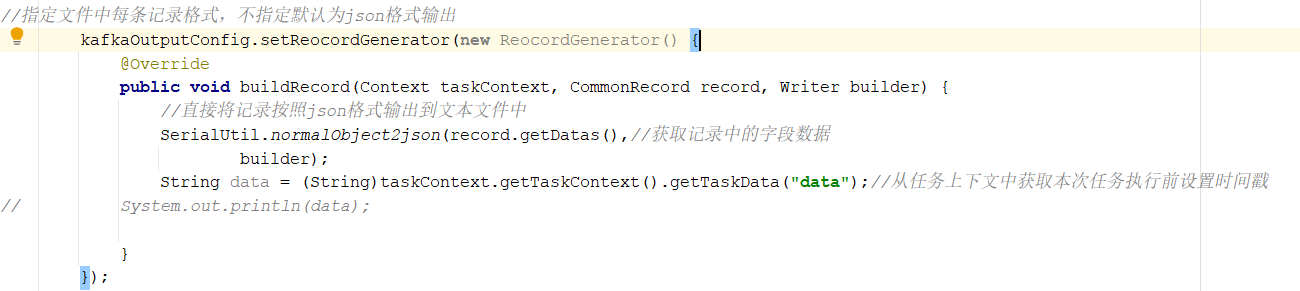 //指定文件中每条记录格式，不指定默认为json格式输出
kafkaOutputConfig.setReocordGenerator(new ReocordGenerator() {
@Override
public void buildRecord(Context taskContext, CommonRecord record, Writer builder) {
//直接将记录按照json格式输出到文本文件中
SerialUtil.normalObject2json(record.getDatas(),//获取记录中的字段数据
builder);
String data = (String)taskContext.getTaskContext().getTaskData("data");//从任务上下文中获取本次任务执行前设置时间戳
// System.out.println(data);
}
});